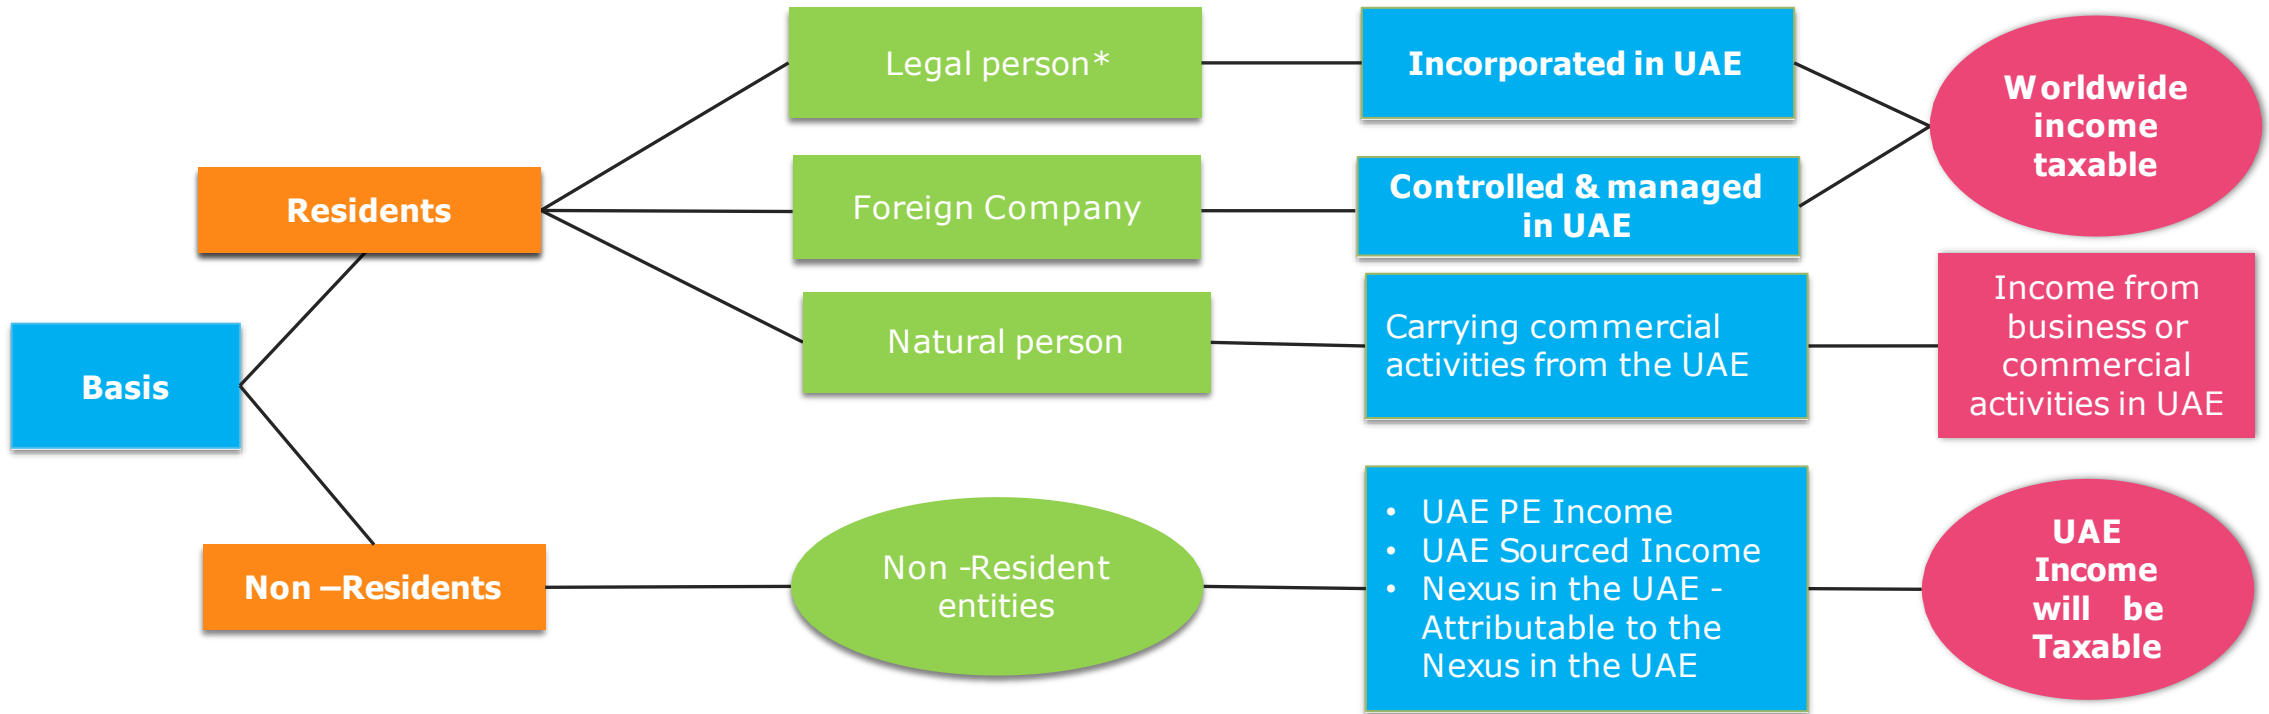 Legal person*
Incorporated in UAE
Worldwide
income
taxable
Residents
Foreign Company
Controlled & managed
in UAE
Natural person
Carrying commercial
activities from the UAE
Income from
business or
commercial
activities in UAE
Basis
Non –Residents
Non -Resident
entities
• UAE PE Income
• UAE Sourced Income
• Nexus in the UAE -
Attributable to the
Nexus in the UAE
UAE
Income
will be
Taxable